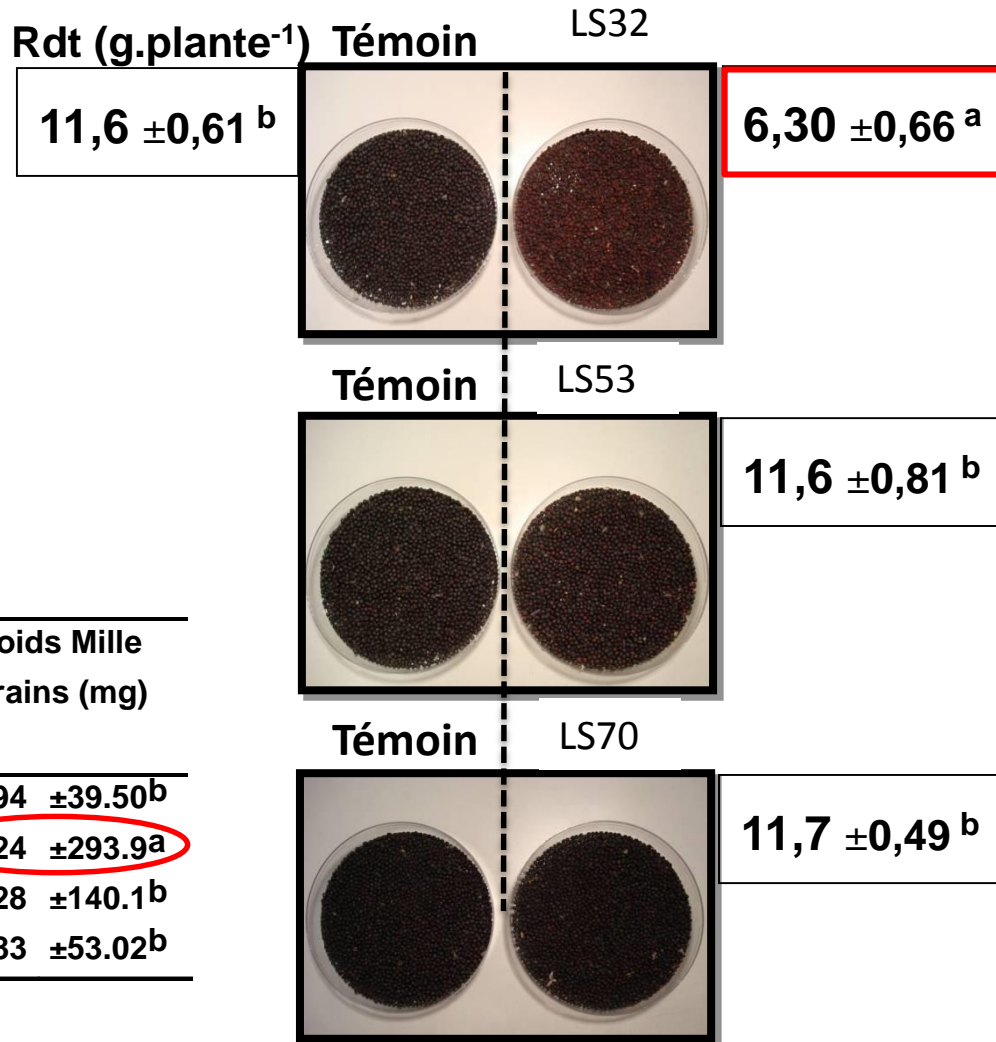 Rdt (g.plante⁻¹) Témoin LS32
11,6 ±0,61 b
6,30 ±0,66 a
Témoin LS53
11,6 ±0,81 b
Témoin LS70
11,7 ±0,49 b
oids Mille
rains (mg)
94 ±39.50b
24 ±293.9a
28 ±140.1b
83 ±53.02b